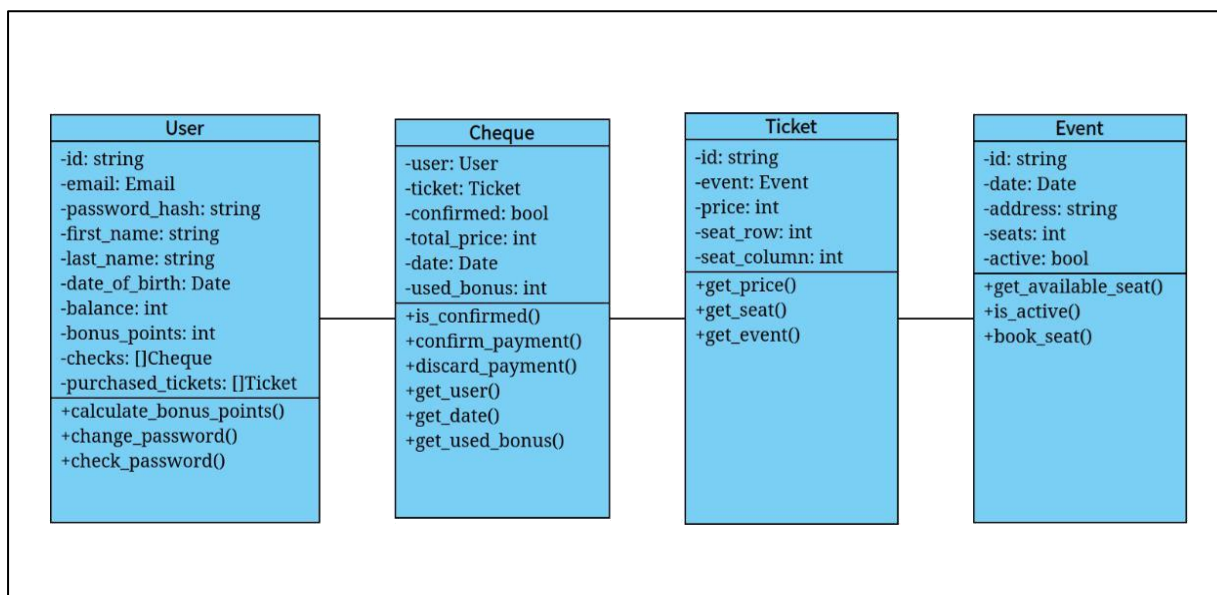 User
-id: string
-email: Email
-password_hash: string
-first_name: string
-last_name: string
-date_of_birth: Date
-balance: int
-bonus_points: int
-checks: []Cheque
-purchased_tickets: []Ticket
+calculate_bonus_points()
+change_password()
+check_password()
Cheque
-user: User
-ticket: Ticket
-confirmed: bool
-total_price: int
-date: Date
-used_bonus: int
+is_confirmed()
+confirm_payment()
+discard_payment()
+get_user()
+get_date()
+get_used_bonus()
Ticket
-id: string
-event: Event
-price: int
-seat_row: int
-seat_column: int
+get_price()
+get_seat()
+get_event()
Event
-id: string
-date: Date
-address: string
-seats: int
-active: bool
+get_available_seat()
+is_active()
+book_seat()